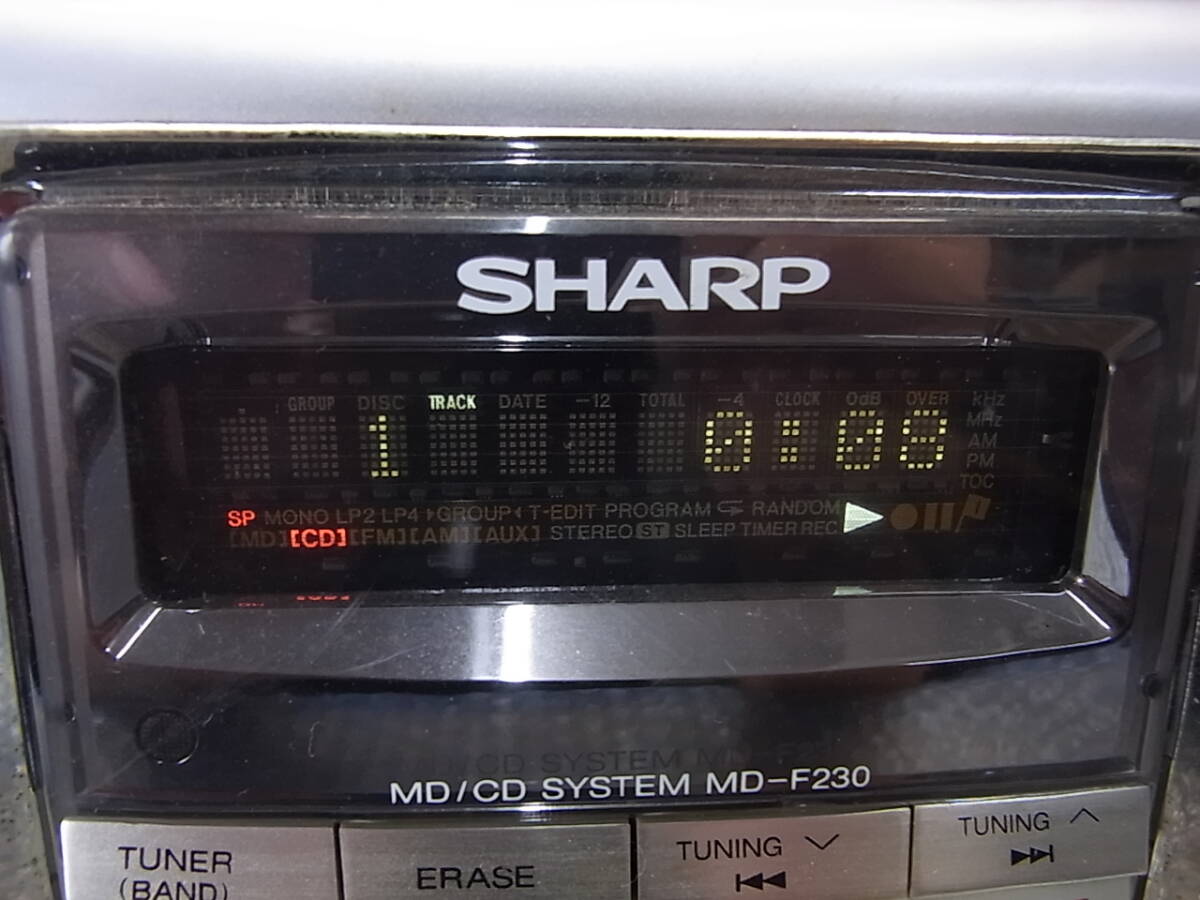 SHARP
GROUP DISC TRACK DATE -12 TOTAL -4 CLOCK 0dB OVER kHz
MHz
AM
PM
TOC
1 0:08
SP MONO LP2 LP4 GROUP T-EDIT PROGRAM RANDOM
[MD] [CD] [FM] [AM] [AUX] STEREO ST SLEEP TIMER REC
MD/CD SYSTEM MD-F230
TUNER
(BAND)
ERASE
TUNING
TUNING